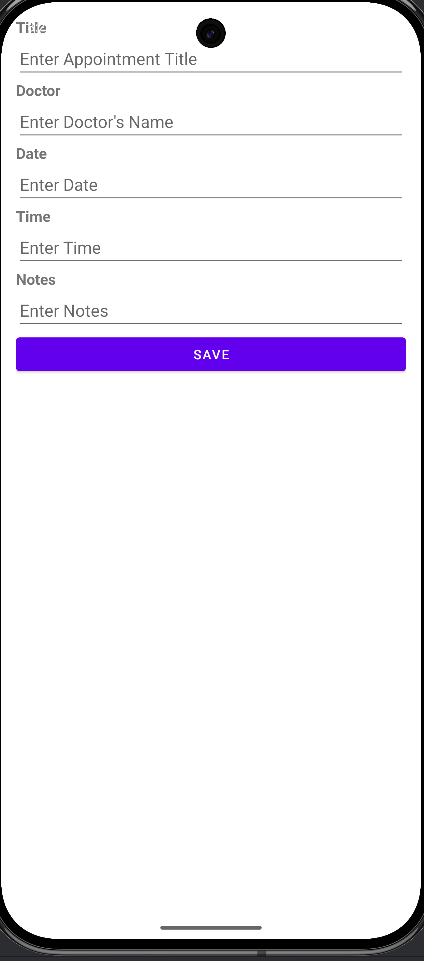 Title
Enter Appointment Title
Doctor
Enter Doctor's Name
Date
Enter Date
Time
Enter Time
Notes
Enter Notes
SAVE